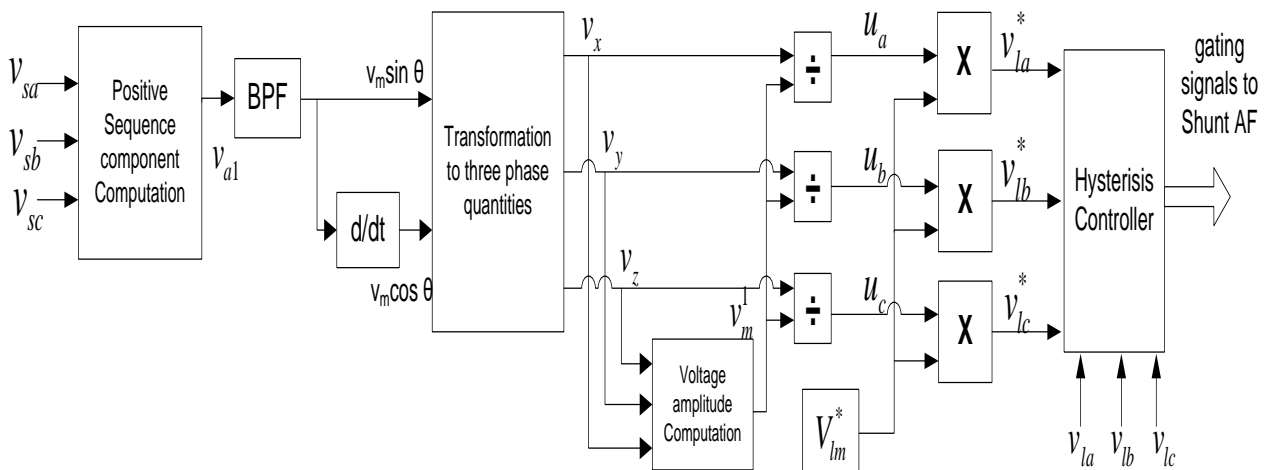 v_sa
v_sb
v_sc
Positive
Sequence
component
Computation
v_a1
BPF
d/dt
v_m sin θ
v_m cos θ
Transformation
to three phase
quantities
v_x
v_y
v_z
v_m^1
Voltage
amplitude
Computation
÷
÷
÷
u_a
u_b
u_c
V_lm^*
X
X
X
v_la^*
v_lb^*
v_lc^*
Hysterisis
Controller
v_la
v_lb
v_lc
gating
signals to
Shunt AF